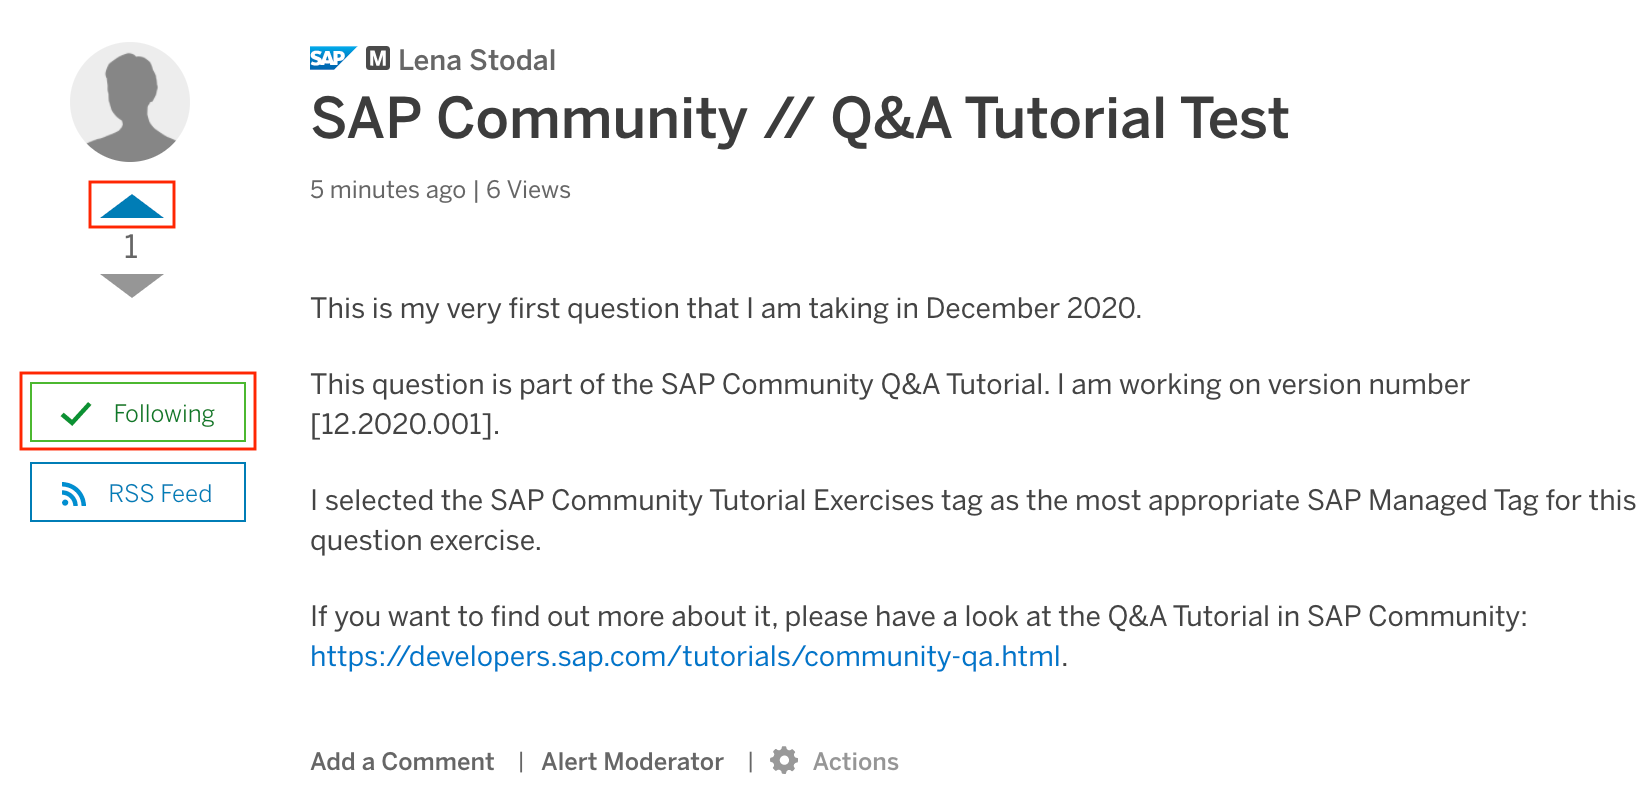 SAP M Lena Stodal
SAP Community // Q&A Tutorial Test
5 minutes ago | 6 Views
1
This is my very first question that I am taking in December 2020.
Following
This question is part of the SAP Community Q&A Tutorial. I am working on version number
[12.2020.001].
RSS Feed
I selected the SAP Community Tutorial Exercises tag as the most appropriate SAP Managed Tag for this
question exercise.
If you want to find out more about it, please have a look at the Q&A Tutorial in SAP Community:
https://developers.sap.com/tutorials/community-qa.html.
Add a Comment | Alert Moderator | Actions